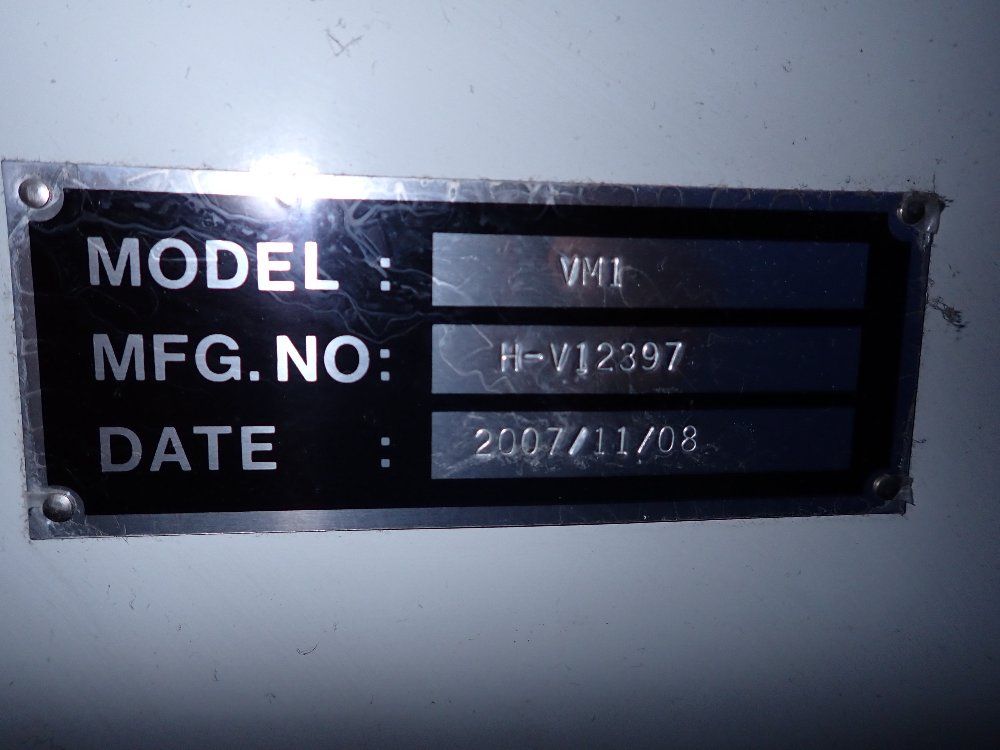 MODEL : VM1
MFG.NO: H-V12397
DATE : 2007/11/08